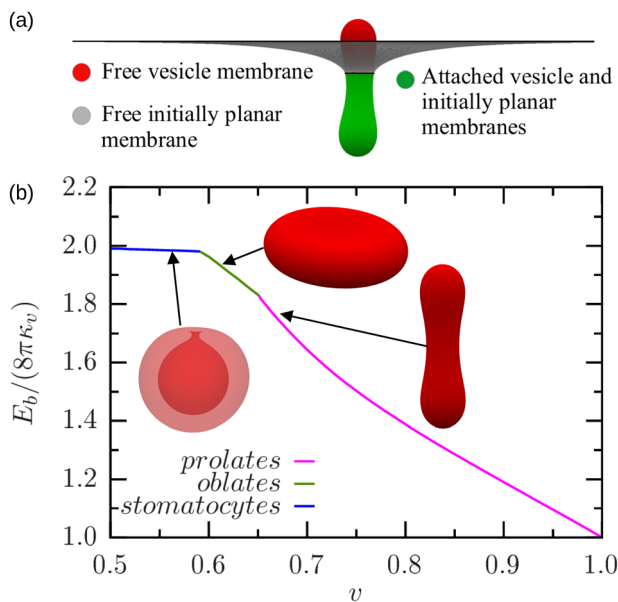 (a)
Free vesicle membrane
Free initially planar
membrane
Attached vesicle and
initially planar
membranes
(b)
2.2
2.0
1.8
1.6
1.4
1.2
1.0
E_b/(8πκ_v)
prolates
oblates
stomatocytes
0.5 0.6 0.7 0.8 0.9 1.0
v